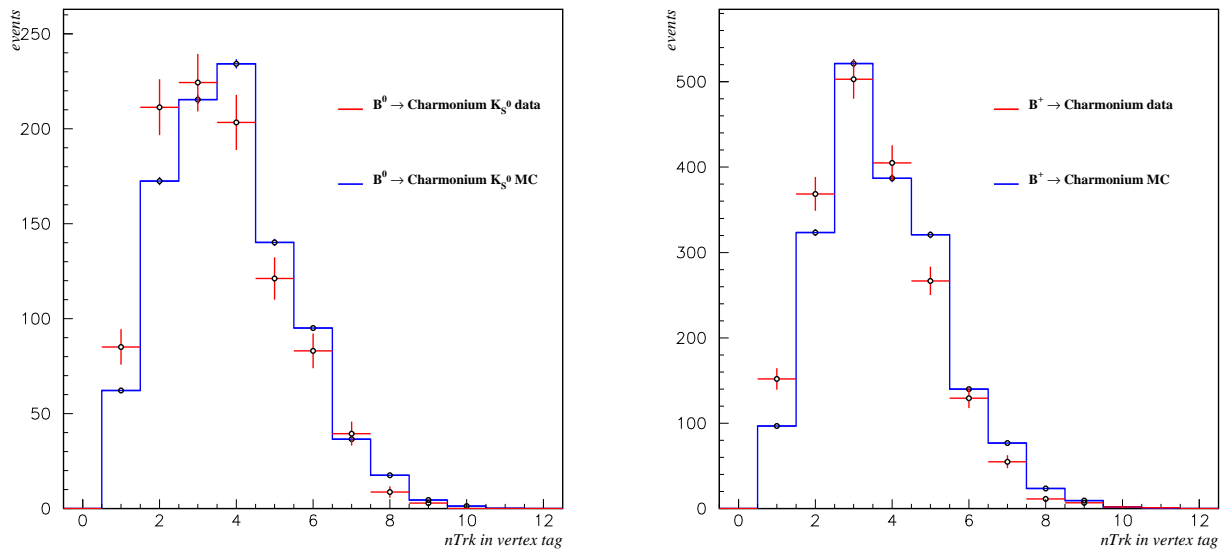 events
250
200
150
100
50
0
0 2 4 6 8 10 12
nTrk in vertex tag
B⁰ → Charmonium K_S⁰ data
B⁰ → Charmonium K_S⁰ MC
events
500
400
300
200
100
0
0 2 4 6 8 10 12
nTrk in vertex tag
B⁺ → Charmonium data
B⁺ → Charmonium MC